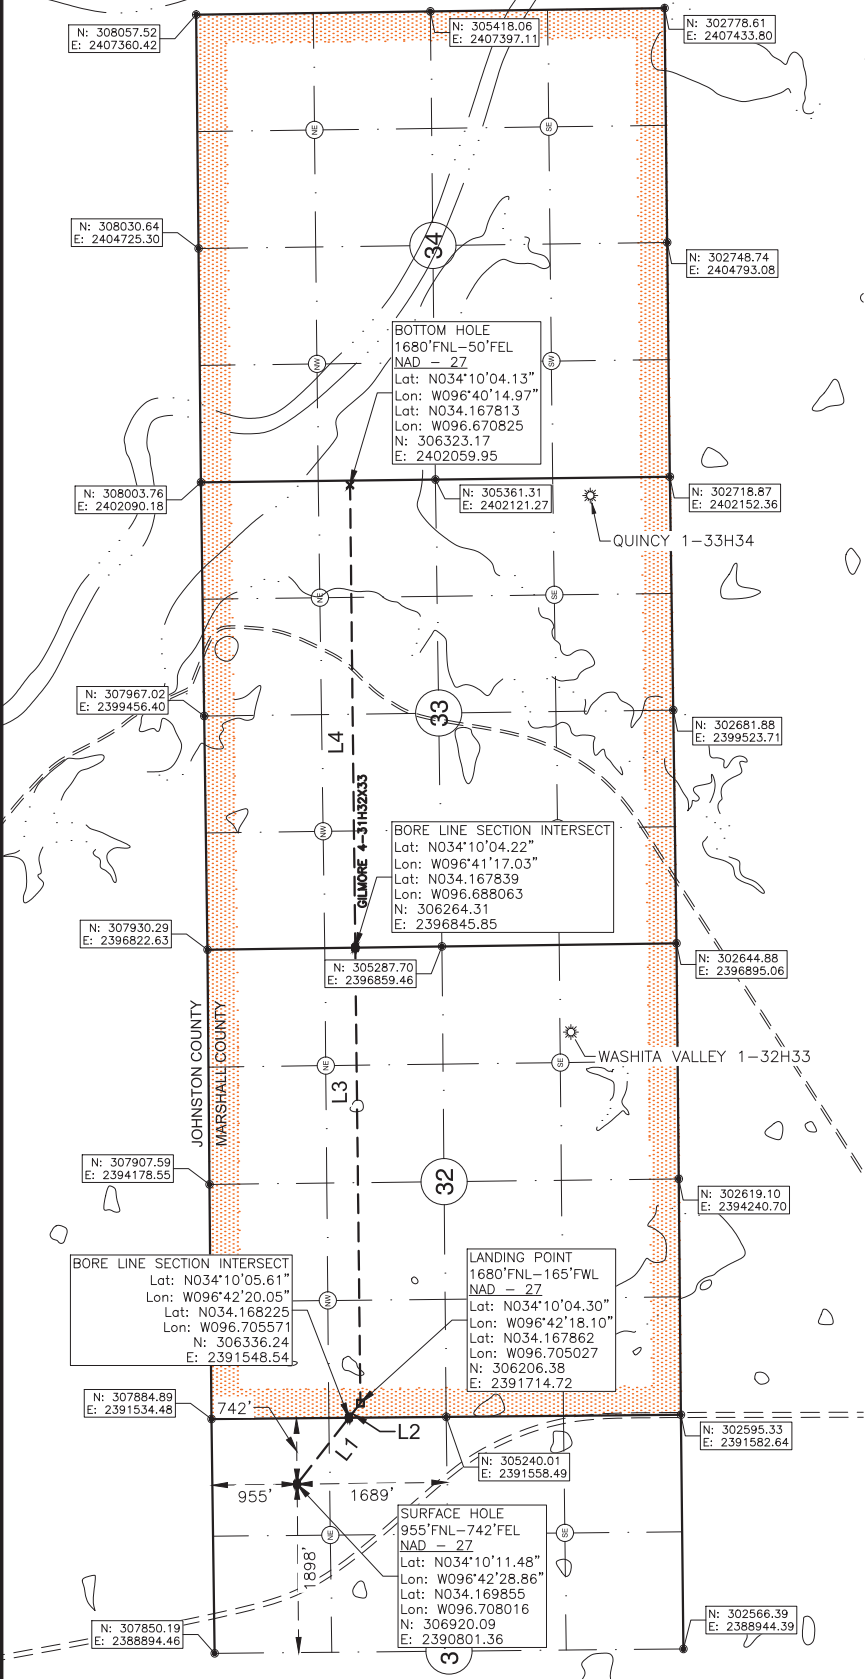 N: 308057.52
E: 2407360.42
N: 305418.06
E: 2407397.11
N: 302778.61
E: 2407433.80
NE
SE
N: 308030.64
E: 2404725.30
34
N: 302748.74
E: 2404793.08
BOTTOM HOLE
1680'FNL-50'FEL
NAD - 27
Lat: N034°10'04.13"
Lon: W096°40'14.97"
Lat: N034.167813
Lon: W096.670825
N: 306323.17
E: 2402059.95
NW
SW
N: 308003.76
E: 2402090.18
N: 305361.31
E: 2402121.27
N: 302718.87
E: 2402152.36
QUINCY 1-33H34
NE
SE
N: 307967.02
E: 2399456.40
33
N: 302681.88
E: 2399523.71
L4
GILMORE 4-31H32X33
NW
BORE LINE SECTION INTERSECT
Lat: N034°10'04.22"
Lon: W096°41'17.03"
Lat: N034.167839
Lon: W096.688063
N: 306264.31
E: 2396845.85
N: 307930.29
E: 2396822.63
N: 305287.70
E: 2396859.46
N: 302644.88
E: 2396895.06
JOHNSTON COUNTY
MARSHALL COUNTY
WASHITA VALLEY 1-32H33
NE
SE
L3
N: 307907.59
E: 2394178.55
32
N: 302619.10
E: 2394240.70
BORE LINE SECTION INTERSECT
Lat: N034°10'05.61"
Lon: W096°42'20.05"
Lat: N034.168225
Lon: W096.705571
N: 306336.24
E: 2391548.54
NW
LANDING POINT
1680'FNL-165'FWL
NAD - 27
Lat: N034°10'04.30"
Lon: W096°42'18.10"
Lat: N034.167862
Lon: W096.705027
N: 306206.38
E: 2391714.72
N: 307884.89
E: 2391534.48
742'
L1
L2
N: 305240.01
E: 2391558.49
N: 302595.33
E: 2391582.64
955'
1689'
1898'
SURFACE HOLE
955'FNL-742'FEL
NAD - 27
Lat: N034°10'11.48"
Lon: W096°42'28.86"
Lat: N034.169855
Lon: W096.708016
N: 306920.09
E: 2390801.36
NE
SE
N: 307850.19
E: 2388894.46
N: 302566.39
E: 2388944.39
3